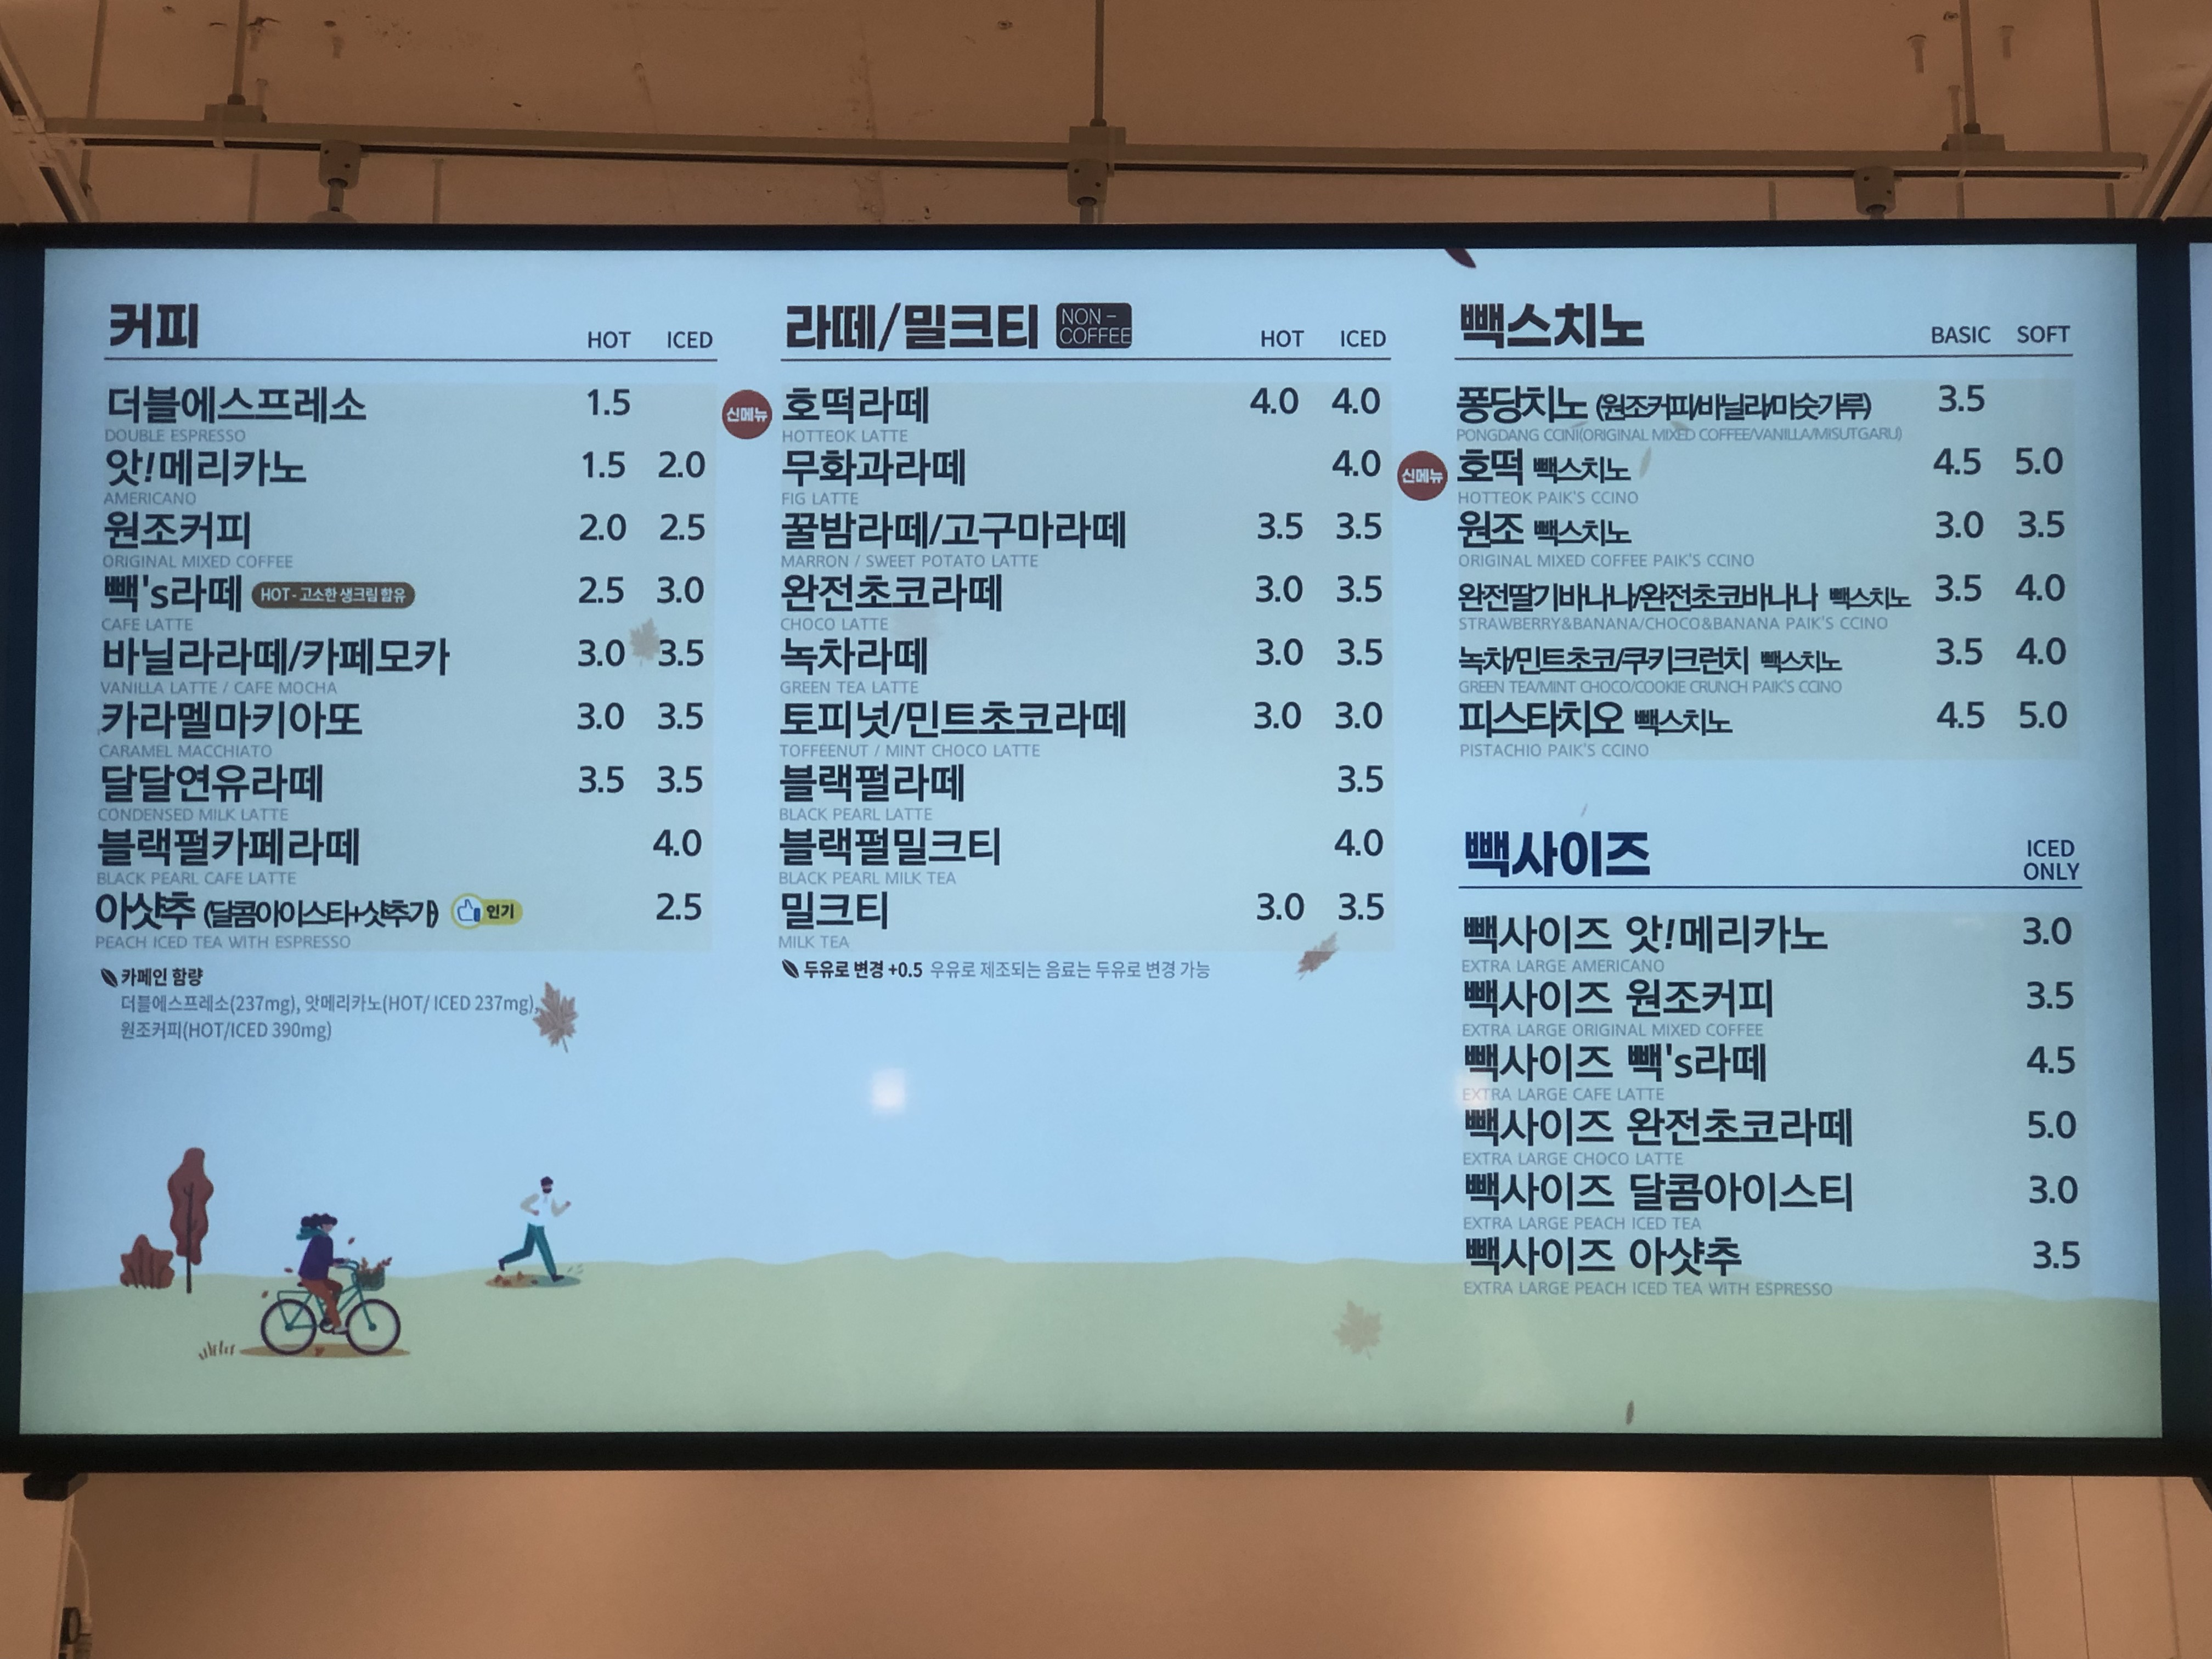 커피 HOT ICED
더블에스프레소 1.5
DOUBLE ESPRESSO
앗!메리카노 1.5 2.0
AMERICANO
원조커피 2.0 2.5
ORIGINAL MIXED COFFEE
빽's라떼 HOT - 고소한 생크림 함유 2.5 3.0
CAFE LATTE
바닐라라떼/카페모카 3.0 3.5
VANILLA LATTE / CAFE MOCHA
카라멜마키아또 3.0 3.5
CARAMEL MACCHIATO
달달연유라떼 3.5 3.5
CONDENSED MILK LATTE
블랙펄카페라떼 4.0
BLACK PEARL CAFE LATTE
아샷추 (달콤아이스티+샷추가) 인기 2.5
PEACH ICED TEA WITH ESPRESSO
카페인 함량
더블에스프레소(237mg), 앗메리카노(HOT/ ICED 237mg),
원조커피(HOT/ICED 390mg)
라떼/밀크티 NON-COFFEE HOT ICED
신메뉴 호떡라떼 4.0 4.0
HOTTEOK LATTE
무화과라떼 4.0
FIG LATTE
꿀밤라떼/고구마라떼 3.5 3.5
MARRON / SWEET POTATO LATTE
완전초코라떼 3.0 3.5
CHOCO LATTE
녹차라떼 3.0 3.5
GREEN TEA LATTE
토피넛/민트초코라떼 3.0 3.0
TOFFEENUT / MINT CHOCO LATTE
블랙펄라떼 3.5
BLACK PEARL LATTE
블랙펄밀크티 4.0
BLACK PEARL MILK TEA
밀크티 3.0 3.5
MILK TEA
두유로 변경 +0.5 우유로 제조되는 음료는 두유로 변경 가능
빽스치노 BASIC SOFT
퐁당치노 (원조커피/바닐라/미숫가루) 3.5
PONGDANG CCINI(ORIGINAL MIXED COFFEE/VANILLA/MISUTGARU)
신메뉴 호떡 빽스치노 4.5 5.0
HOTTEOK PAIK'S CCINO
원조 빽스치노 3.0 3.5
ORIGINAL MIXED COFFEE PAIK'S CCINO
완전딸기바나나/완전초코바나나 빽스치노 3.5 4.0
STRAWBERRY&BANANA/CHOCO&BANANA PAIK'S CCINO
녹차/민트초코/쿠키크런치 빽스치노 3.5 4.0
GREEN TEA/MINT CHOCO/COOKIE CRUNCH PAIK'S CCINO
피스타치오 빽스치노 4.5 5.0
PISTACHIO PAIK'S CCINO
빽사이즈 ICED ONLY
빽사이즈 앗!메리카노 3.0
EXTRA LARGE AMERICANO
빽사이즈 원조커피 3.5
EXTRA LARGE ORIGINAL MIXED COFFEE
빽사이즈 빽's라떼 4.5
EXTRA LARGE CAFE LATTE
빽사이즈 완전초코라떼 5.0
EXTRA LARGE CHOCO LATTE
빽사이즈 달콤아이스티 3.0
EXTRA LARGE PEACH ICED TEA
빽사이즈 아샷추 3.5
EXTRA LARGE PEACH ICED TEA WITH ESPRESSO